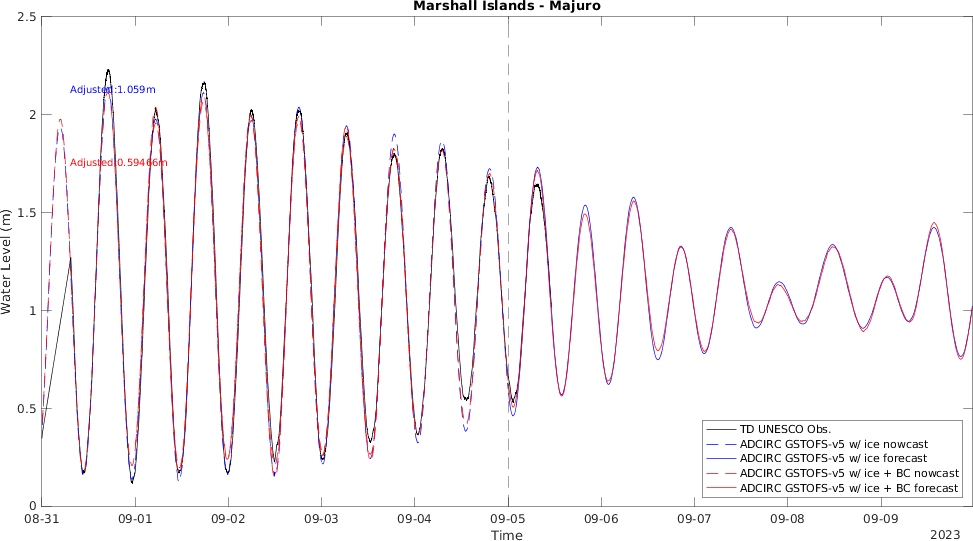 Marshall Islands - Majuro
2.5
2
1.5
1
0.5
0
Water Level (m)
Adjusted:1.059m
Adjusted:0.59466m
TD UNESCO Obs.
ADCIRC GSTOFS-v5 w/ ice nowcast
ADCIRC GSTOFS-v5 w/ ice forecast
ADCIRC GSTOFS-v5 w/ ice + BC nowcast
ADCIRC GSTOFS-v5 w/ ice + BC forecast
08-31 09-01 09-02 09-03 09-04 09-05 09-06 09-07 09-08 09-09
Time
2023